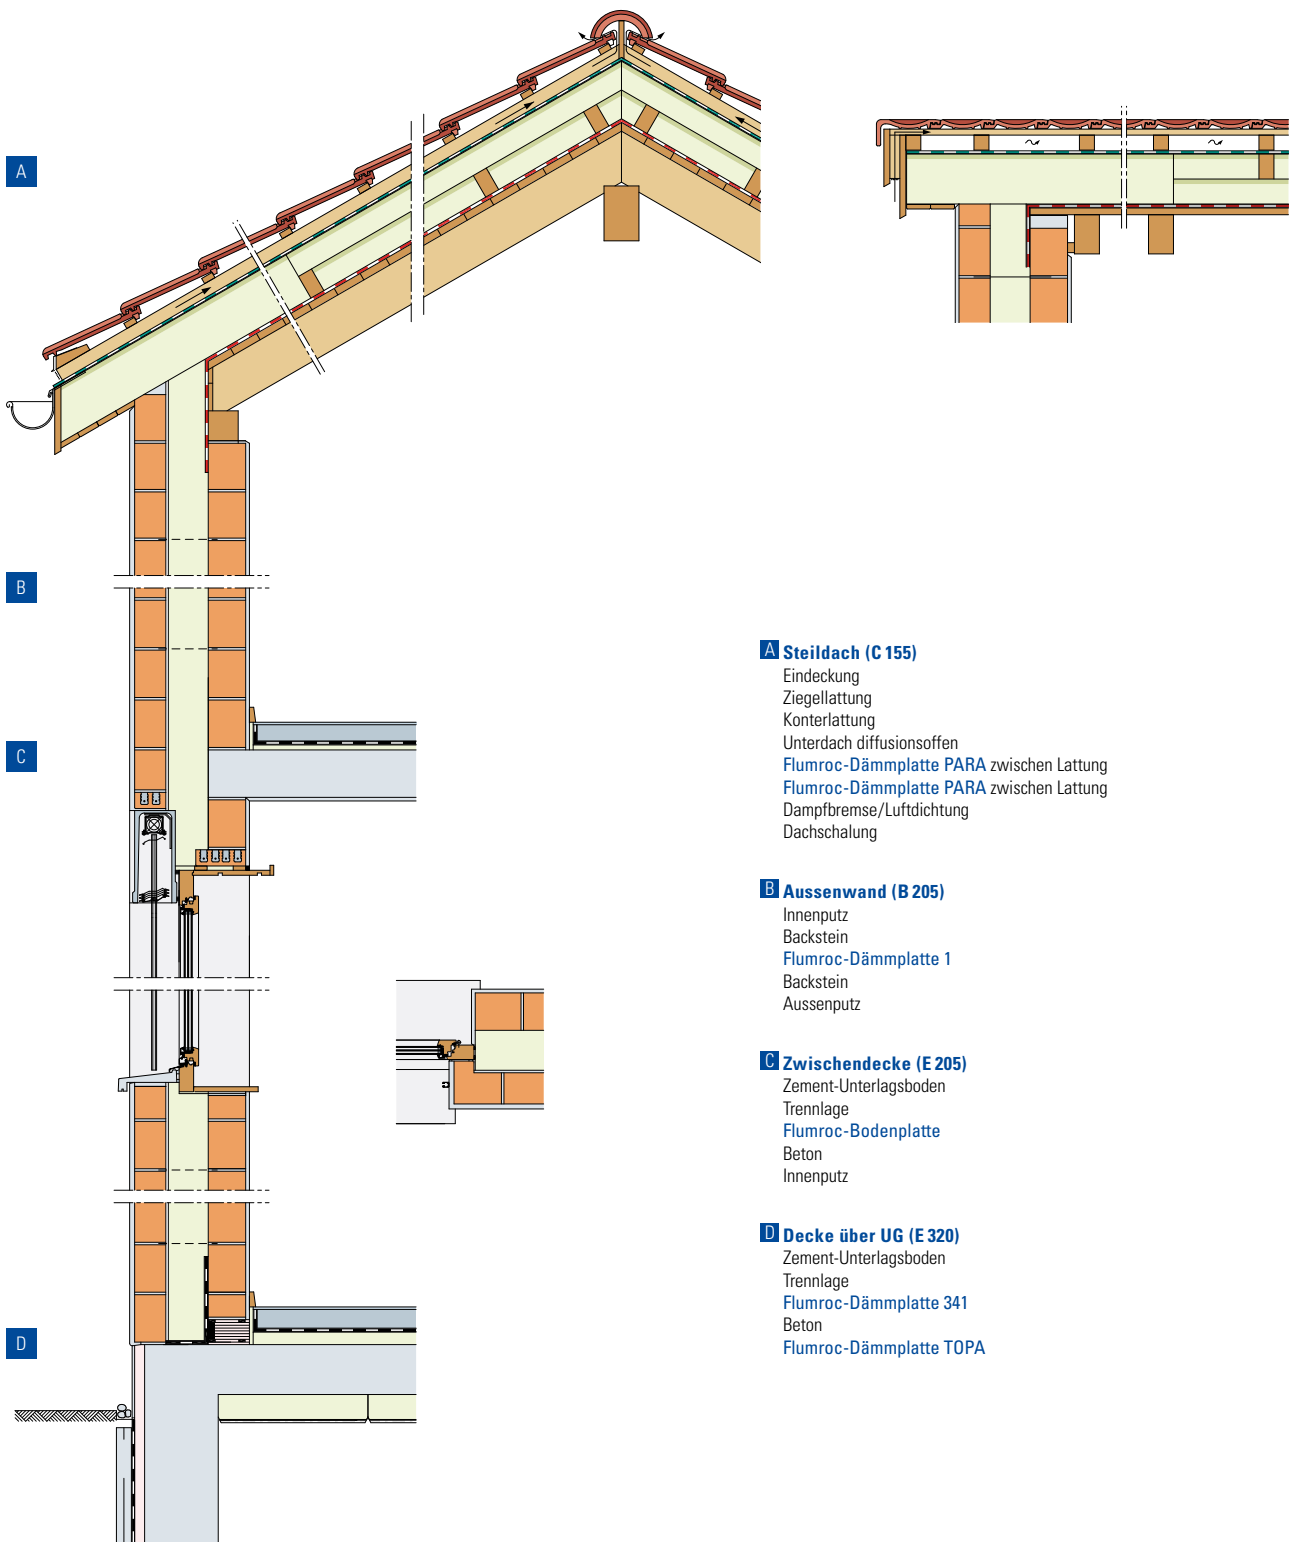 A
B
C
D
A Steildach (C 155)
Eindeckung
Ziegellattung
Konterlattung
Unterdach diffusionsoffen
Flumroc-Dämmplatte PARA zwischen Lattung
Flumroc-Dämmplatte PARA zwischen Lattung
Dampfbremse/Luftdichtung
Dachschalung
B Aussenwand (B 205)
Innenputz
Backstein
Flumroc-Dämmplatte 1
Backstein
Aussenputz
C Zwischendecke (E 205)
Zement-Unterlagsboden
Trennlage
Flumroc-Bodenplatte
Beton
Innenputz
D Decke über UG (E 320)
Zement-Unterlagsboden
Trennlage
Flumroc-Dämmplatte 341
Beton
Flumroc-Dämmplatte TOPA